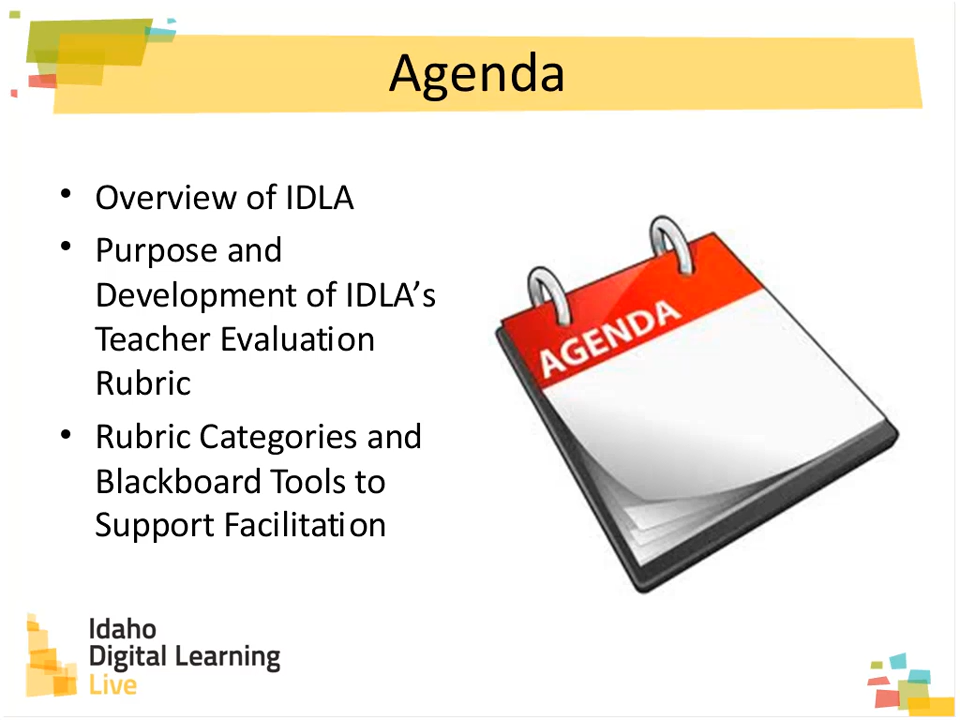 Agenda
• Overview of IDLA
• Purpose and
Development of IDLA’s
Teacher Evaluation
Rubric
• Rubric Categories and
Blackboard Tools to
Support Facilitation
AGENDA
Idaho
Digital Learning
Live